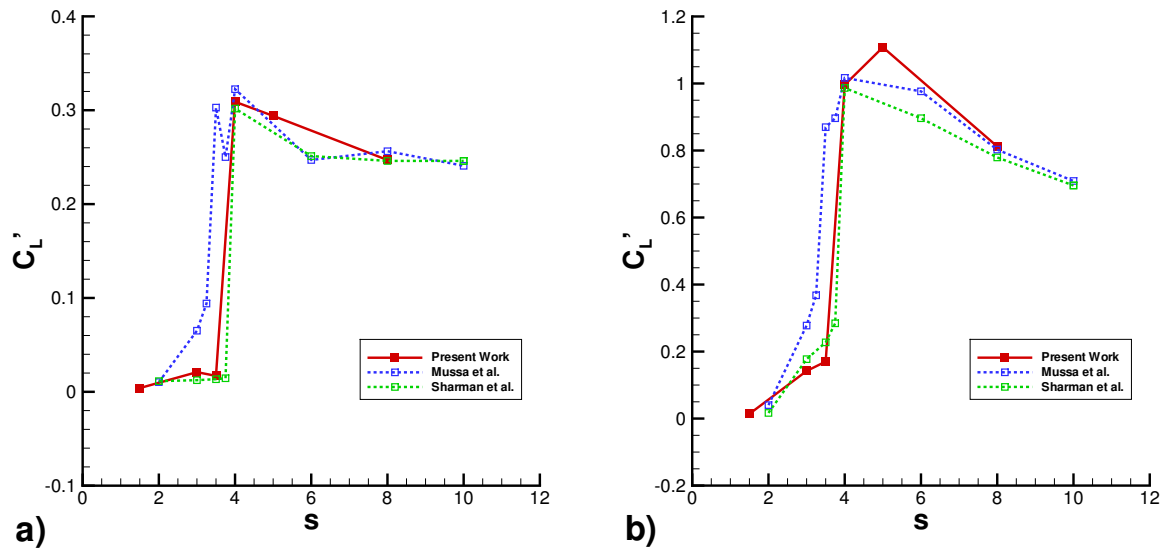 0.4
0.3
0.2
0.1
0
-0.1
C_L'
0 2 4 6 8 10 12
s
a)
Present Work
Mussa et al.
Sharman et al.
1.2
1
0.8
0.6
0.4
0.2
0
-0.2
C_L'
0 2 4 6 8 10 12
s
b)
Present Work
Mussa et al.
Sharman et al.